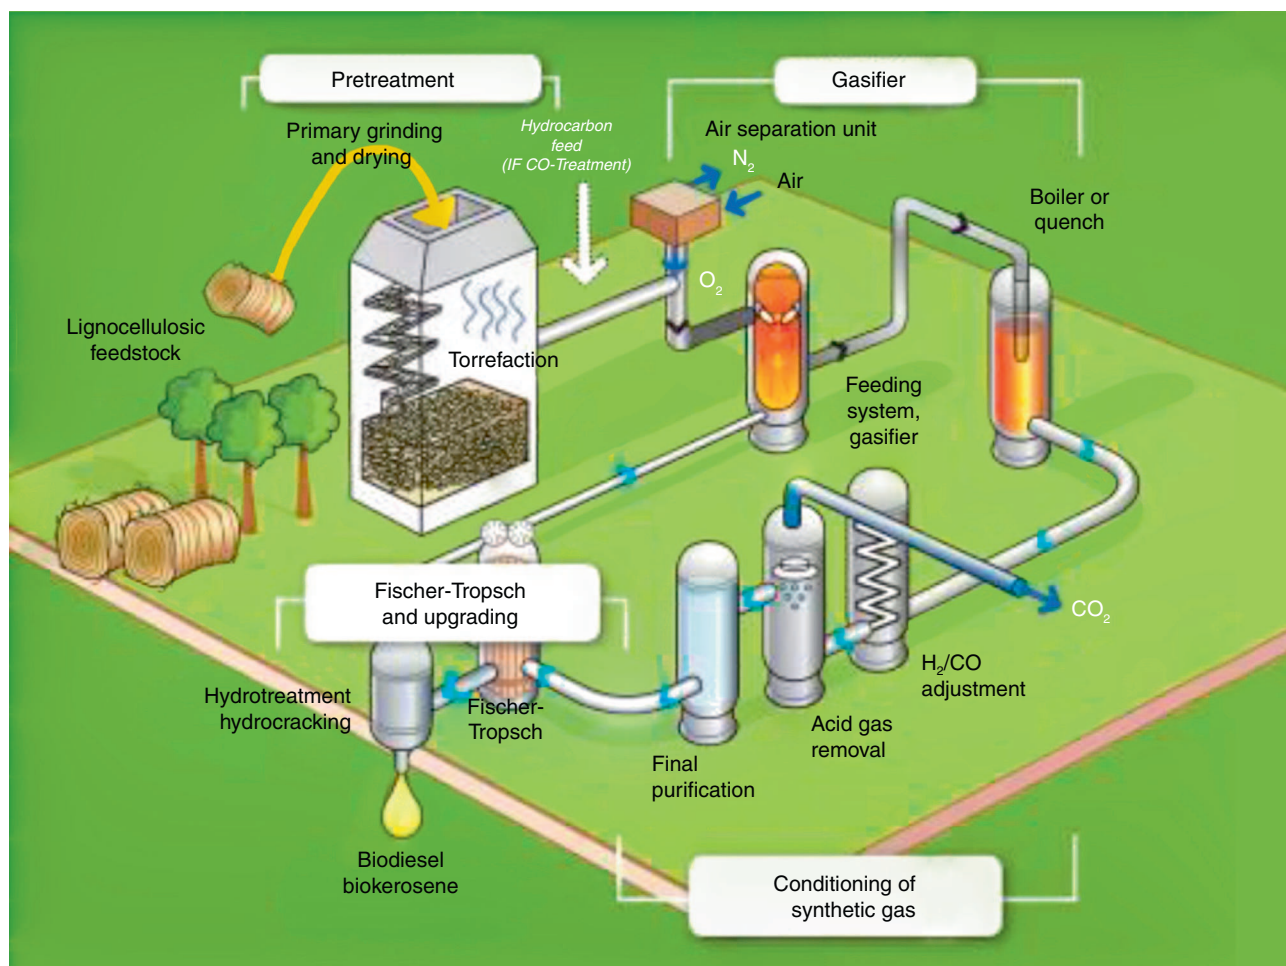 Pretreatment
Gasifier
Primary grinding
and drying
Hydrocarbon
feed
(IF CO-Treatment)
Air separation unit
N₂
Air
Boiler or
quench
O₂
Lignocellulosic
feedstock
Torrefaction
Feeding
system,
gasifier
Fischer-Tropsch
and upgrading
CO₂
H₂/CO
adjustment
Hydrotreatment
hydrocracking
Fischer-
Tropsch
Acid gas
removal
Final
purification
Biodiesel
biokerosene
Conditioning of
synthetic gas